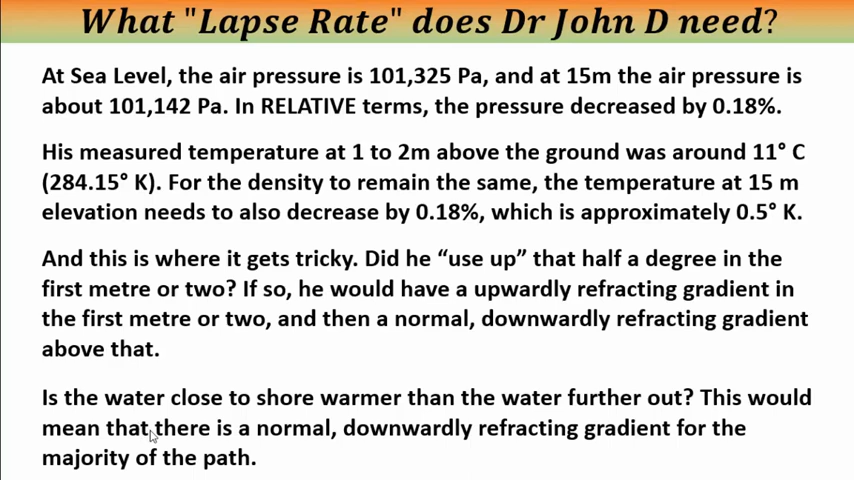 What "Lapse Rate" does Dr John D need?
At Sea Level, the air pressure is 101,325 Pa, and at 15m the air pressure is
about 101,142 Pa. In RELATIVE terms, the pressure decreased by 0.18%.
His measured temperature at 1 to 2m above the ground was around 11° C
(284.15° K). For the density to remain the same, the temperature at 15 m
elevation needs to also decrease by 0.18%, which is approximately 0.5° K.
And this is where it gets tricky. Did he “use up” that half a degree in the
first metre or two? If so, he would have a upwardly refracting gradient in
the first metre or two, and then a normal, downwardly refracting gradient
above that.
Is the water close to shore warmer than the water further out? This would
mean that there is a normal, downwardly refracting gradient for the
majority of the path.